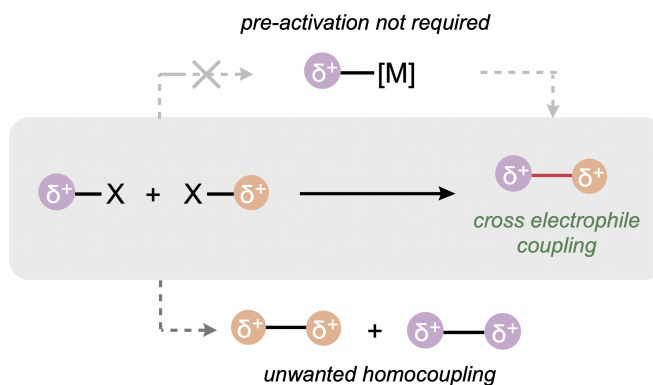 pre-activation not required
δ+ [M]
δ+ X + X δ+
δ+ δ+
cross electrophile
coupling
δ+ δ+ + δ+ δ+
unwanted homocoupling